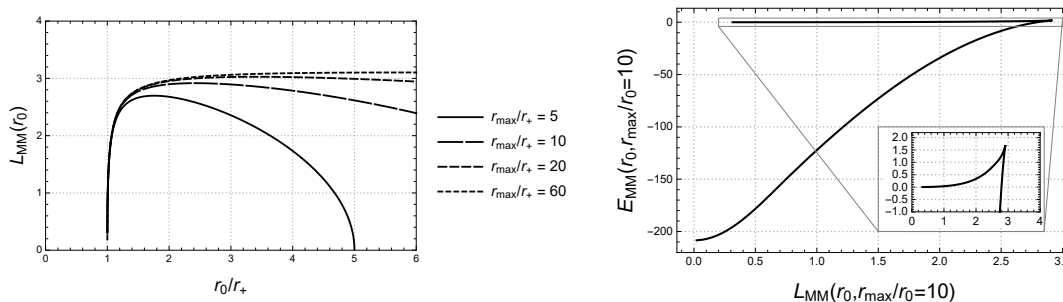 4
3
2
1
0
L_MM(r_0)
0 1 2 3 4 5 6
r_0/r_+
r_max/r_+ = 5
r_max/r_+ = 10
r_max/r_+ = 20
r_max/r_+ = 60
0
-50
-100
-150
-200
E_MM(r_0,r_max/r_0=10)
0.0 0.5 1.0 1.5 2.0 2.5 3.
L_MM(r_0,r_max/r_0=10)
2.0
1.5
1.0
0.5
0.0
-0.5
-1.0
0 1 2 3 4